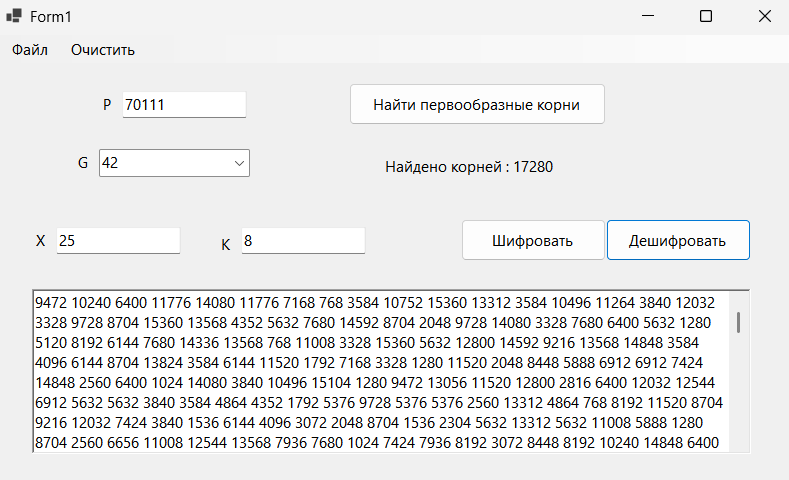 Form1
Файл Очистить
P 70111 Найти первообразные корни
G 42 Найдено корней : 17280
X 25 K 8 Шифровать Дешифровать
9472 10240 6400 11776 14080 11776 7168 768 3584 10752 15360 13312 3584 10496 11264 3840 12032
3328 9728 8704 15360 13568 4352 5632 7680 14592 8704 2048 9728 14080 3328 7680 6400 5632 1280
5120 8192 6144 7680 14336 13568 768 11008 3328 15360 5632 12800 14592 9216 13568 14848 3584
4096 6144 8704 13824 3584 6144 11520 1792 7168 3328 1280 11520 2048 8448 5888 6912 6912 7424
14848 2560 6400 1024 14080 3840 10496 15104 1280 9472 13056 11520 12800 2816 6400 12032 12544
6912 5632 5632 3840 3584 4864 4352 1792 5376 9728 5376 5376 2560 13312 4864 768 8192 11520 8704
9216 12032 7424 3840 1536 6144 4096 3072 2048 8704 1536 2304 5632 13312 5632 11008 5888 1280
8704 2560 6656 11008 12544 13568 7936 7680 1024 7424 7936 8192 3072 8448 8192 10240 14848 6400